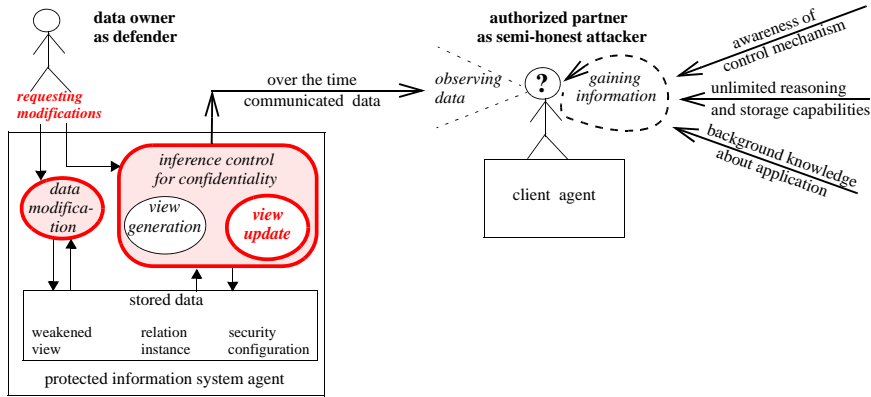 data owner
as defender
authorized partner
as semi-honest attacker
awareness of
control mechanism
requesting
modifications
over the time
communicated data
observing
data
?
gaining
information
unlimited reasoning
and storage capabilities
background knowledge
about application
inference control
for confidentiality
data
modifica-
tion
view
generation
view
update
client agent
stored data
weakened
view
relation
instance
security
configuration
protected information system agent